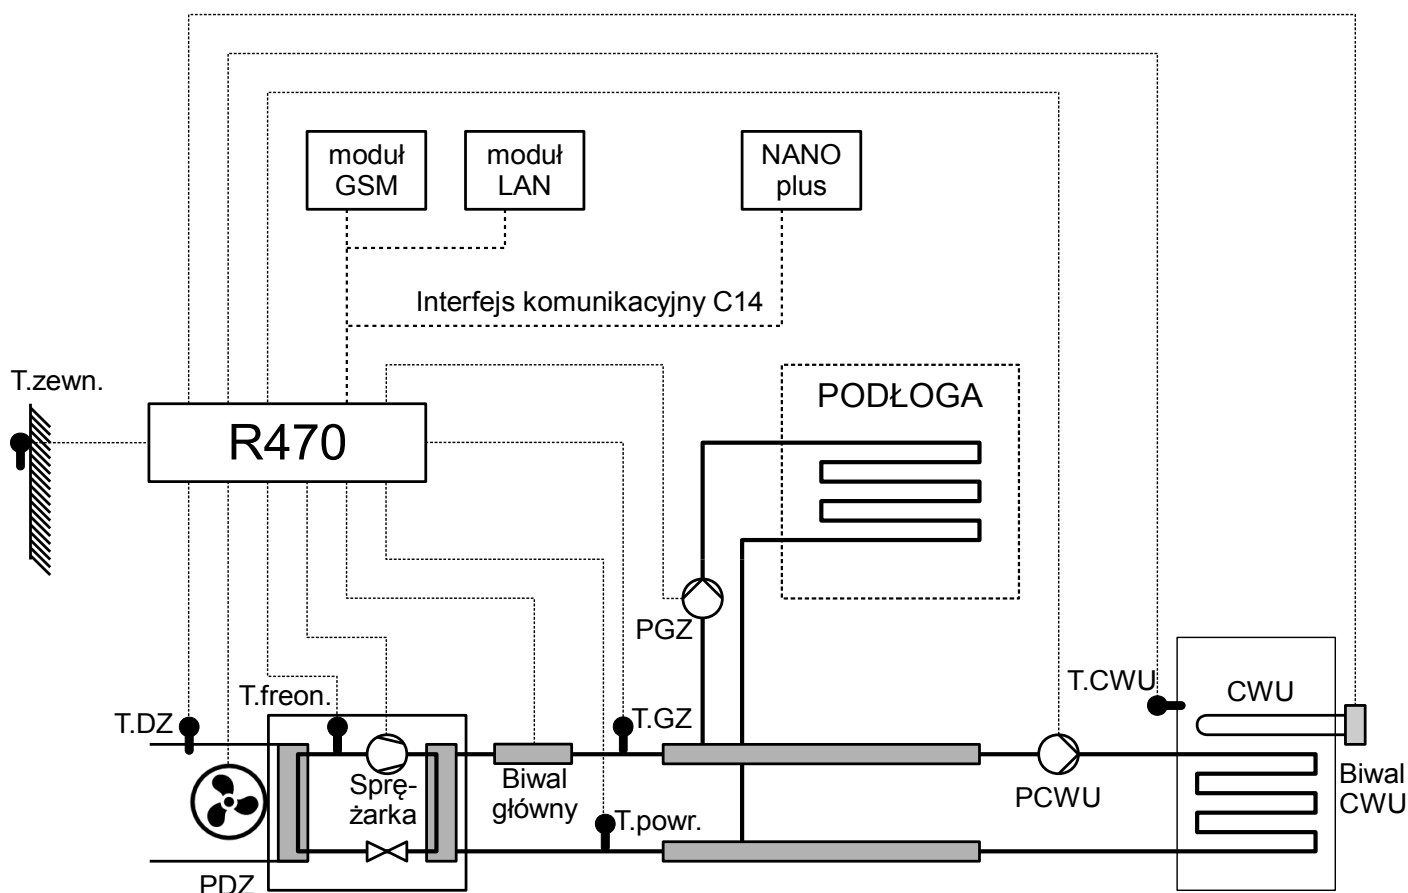 moduł
GSM
moduł
LAN
NANO
plus
Interfejs komunikacyjny C14
T.zewn.
R470
PODŁOGA
PGZ
T.CWU
CWU
T.freon.
T.DZ
T.GZ
Sprę-
żarka
Biwal
główny
PCWU
Biwal
CWU
T.powr.
PDZ